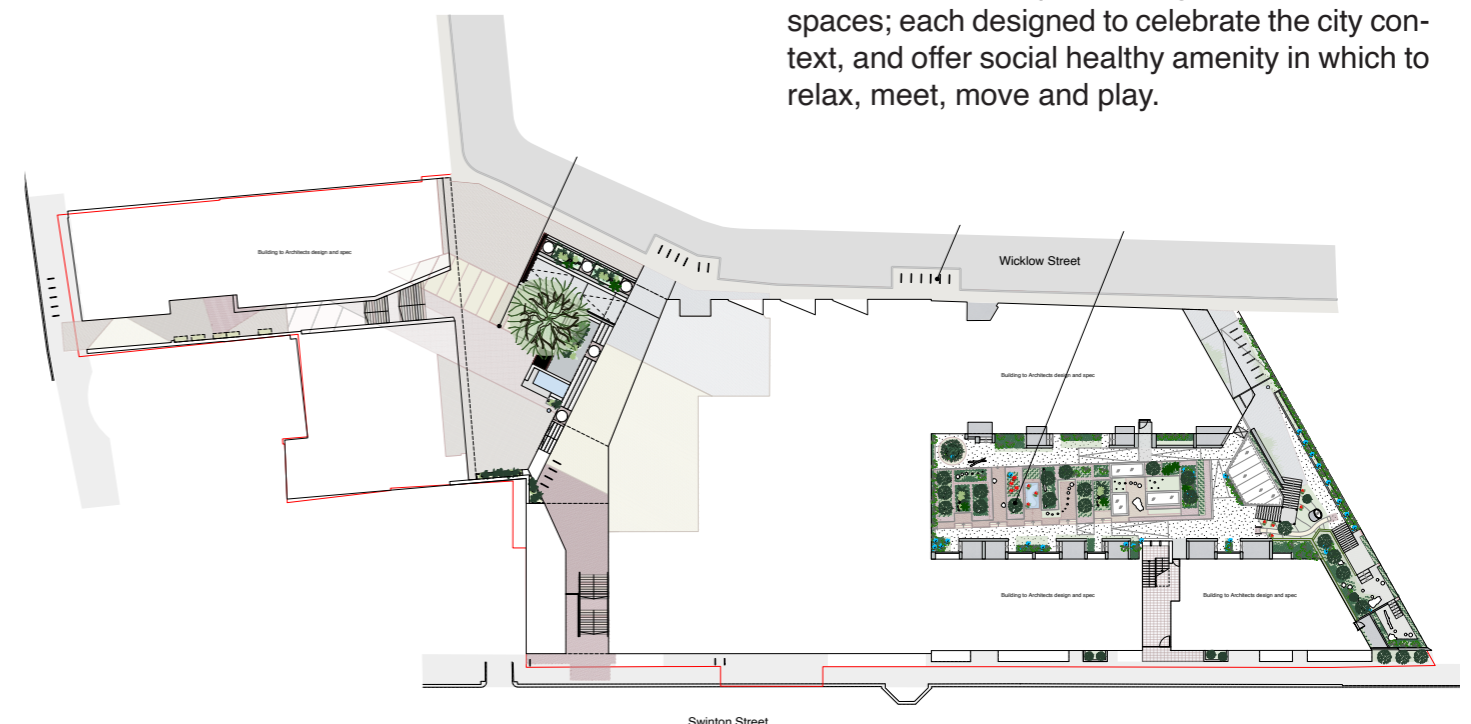 spaces; each designed to celebrate the city con-
text, and offer social healthy amenity in which to
relax, meet, move and play.
Building to Architects design and spec
Wicklow Street
Building to Architects design and spec
Building to Architects design and spec
Building to Architects design and spec
Swinton Street